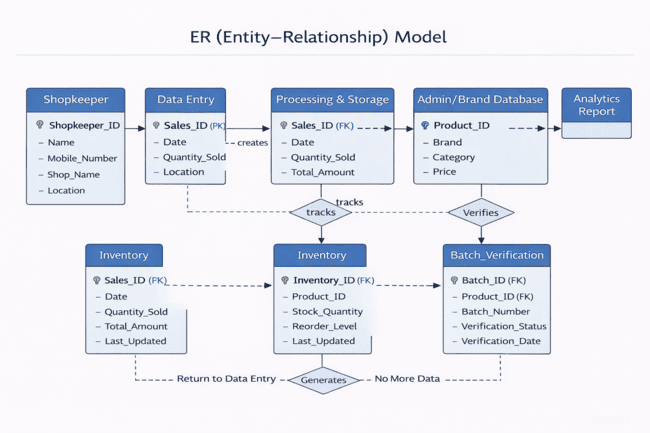 ER (Entity–Relationship) Model
Shopkeeper
Shopkeeper_ID
– Name
– Mobile_Number
– Shop_Name
– Location
Data Entry
Sales_ID (PK)
– Date
– Quantity_Sold
– Location
creates
Processing & Storage
Sales_ID (FK)
– Date
– Quantity_Sold
– Total_Amount
Admin/Brand Database
Product_ID
– Brand
– Category
– Price
Analytics
Report
tracks
tracks
Verifies
Inventory
Sales_ID (FK)
– Date
– Quantity_Sold
– Total_Amount
– Last_Updated
Inventory
Inventory_ID (FK)
– Product_ID
– Stock_Quantity
– Reorder_Level
– Last_Updated
Batch_Verification
Batch_ID (FK)
– Product_ID (FK)
– Batch_Number
– Verification_Status
– Verification_Date
Return to Data Entry
Generates
No More Data